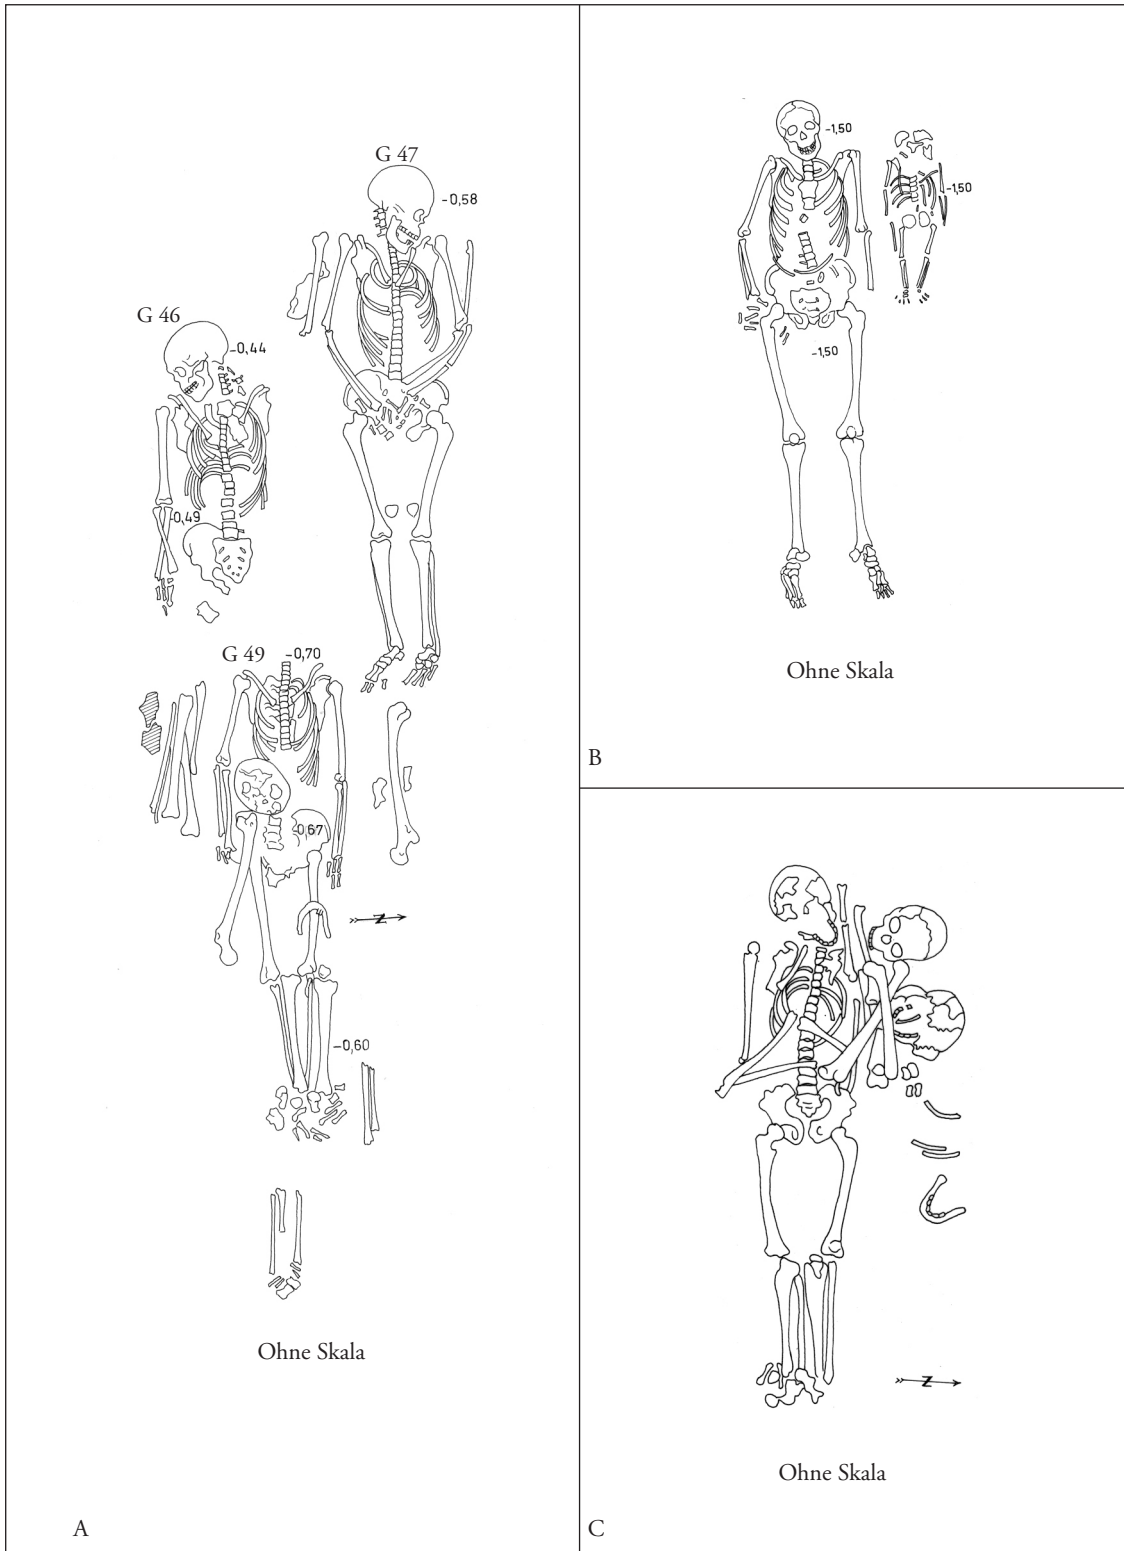 G 47
-0,58
G 46
-0,44
-0,49
G 49
-0,70
-0,67
Z
-0,60
Ohne Skala
A
-1,50
-1,50
-1,50
Ohne Skala
B
Z
Ohne Skala
C